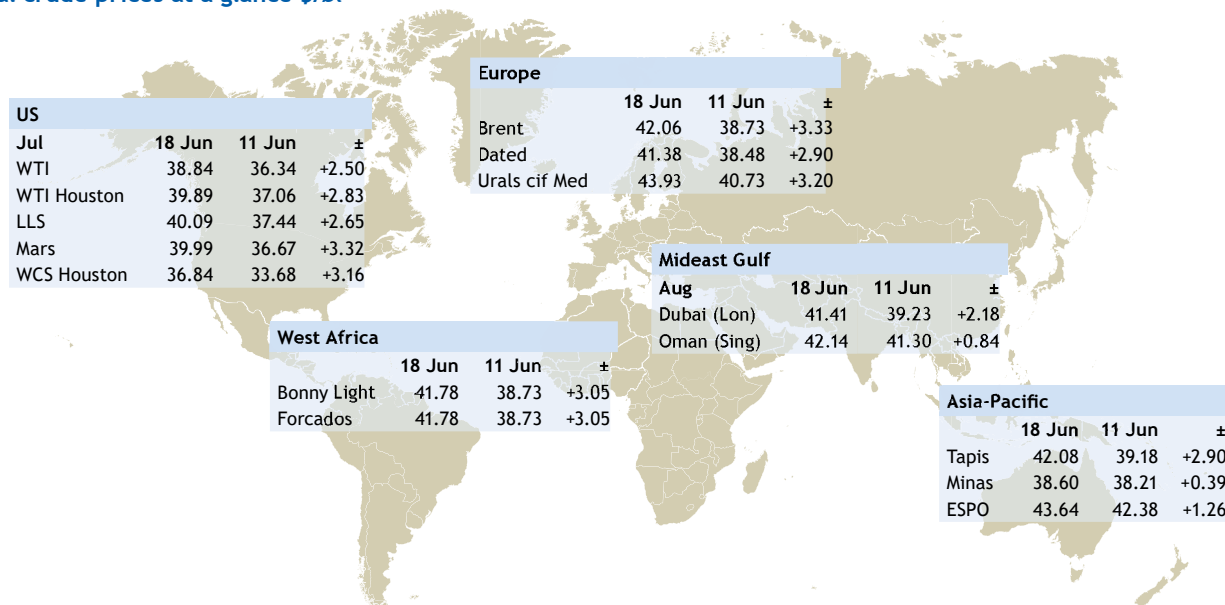 crude prices at a glance
US
Jul 18 Jun 11 Jun ±
WTI 38.84 36.34 +2.50
WTI Houston 39.89 37.06 +2.83
LLS 40.09 37.44 +2.65
Mars 39.99 36.67 +3.32
WCS Houston 36.84 33.68 +3.16
Europe
18 Jun 11 Jun ±
Brent 42.06 38.73 +3.33
Dated 41.38 38.48 +2.90
Urals cif Med 43.93 40.73 +3.20
Mideast Gulf
Aug 18 Jun 11 Jun ±
Dubai (Lon) 41.41 39.23 +2.18
Oman (Sing) 42.14 41.30 +0.84
West Africa
18 Jun 11 Jun ±
Bonny Light 41.78 38.73 +3.05
Forcados 41.78 38.73 +3.05
Asia-Pacific
18 Jun 11 Jun ±
Tapis 42.08 39.18 +2.90
Minas 38.60 38.21 +0.39
ESPO 43.64 42.38 +1.26